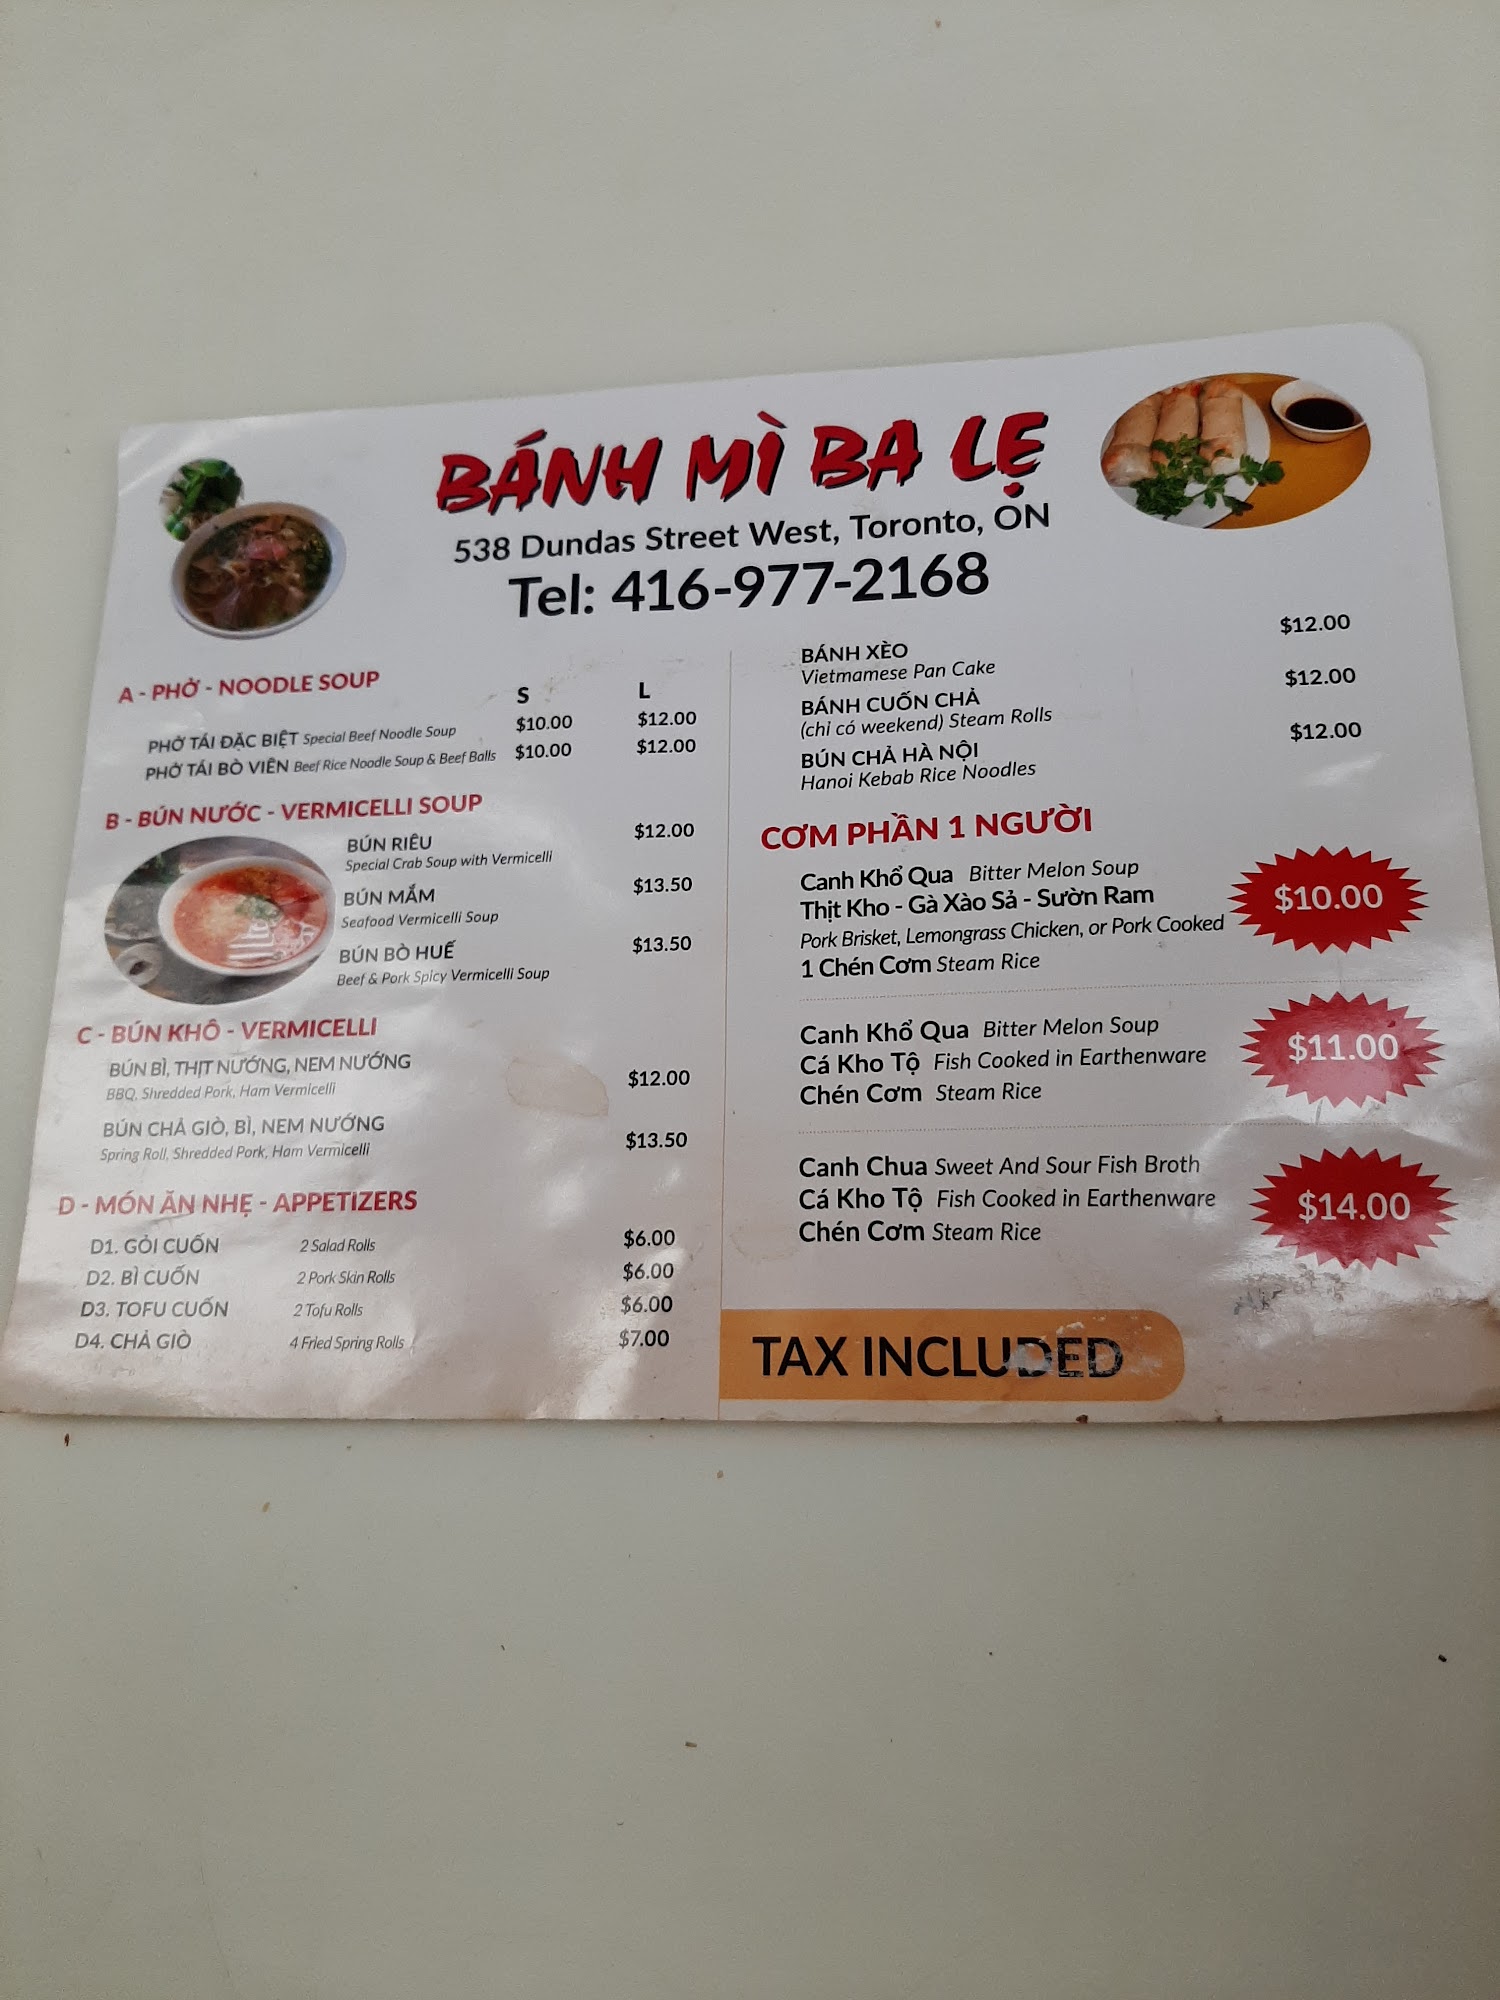 BÁNH MÌ BA LẸ
538 Dundas Street West, Toronto, ON
Tel: 416-977-2168
A - PHỞ - NOODLE SOUP
S L
PHỞ TÁI ĐẶC BIỆT Special Beef Noodle Soup $10.00 $12.00
PHỞ TÁI BÒ VIÊN Beef Rice Noodle Soup & Beef Balls $10.00 $12.00
B - BÚN NƯỚC - VERMICELLI SOUP
BÚN RIÊU $12.00
Special Crab Soup with Vermicelli
BÚN MẮM $13.50
Seafood Vermicelli Soup
BÚN BÒ HUẾ $13.50
Beef & Pork Spicy Vermicelli Soup
C - BÚN KHÔ - VERMICELLI
BÚN BÌ, THỊT NƯỚNG, NEM NƯỚNG $12.00
BBQ, Shredded Pork, Ham Vermicelli
BÚN CHẢ GIÒ, BÌ, NEM NƯỚNG $13.50
Spring Roll, Shredded Pork, Ham Vermicelli
D - MÓN ĂN NHẸ - APPETIZERS
D1. GỎI CUỐN 2 Salad Rolls $6.00
D2. BÌ CUỐN 2 Pork Skin Rolls $6.00
D3. TOFU CUỐN 2 Tofu Rolls $6.00
D4. CHẢ GIÒ 4 Fried Spring Rolls $7.00
BÁNH XÈO $12.00
Vietmamese Pan Cake
BÁNH CUỐN CHẢ $12.00
(chỉ có weekend) Steam Rolls
BÚN CHẢ HÀ NỘI $12.00
Hanoi Kebab Rice Noodles
CƠM PHẦN 1 NGƯỜI
Canh Khổ Qua Bitter Melon Soup
Thịt Kho - Gà Xào Sả - Sườn Ram $10.00
Pork Brisket, Lemongrass Chicken, or Pork Cooked
1 Chén Cơm Steam Rice
Canh Khổ Qua Bitter Melon Soup
Cá Kho Tộ Fish Cooked in Earthenware $11.00
Chén Cơm Steam Rice
Canh Chua Sweet And Sour Fish Broth
Cá Kho Tộ Fish Cooked in Earthenware $14.00
Chén Cơm Steam Rice
TAX INCLUDED